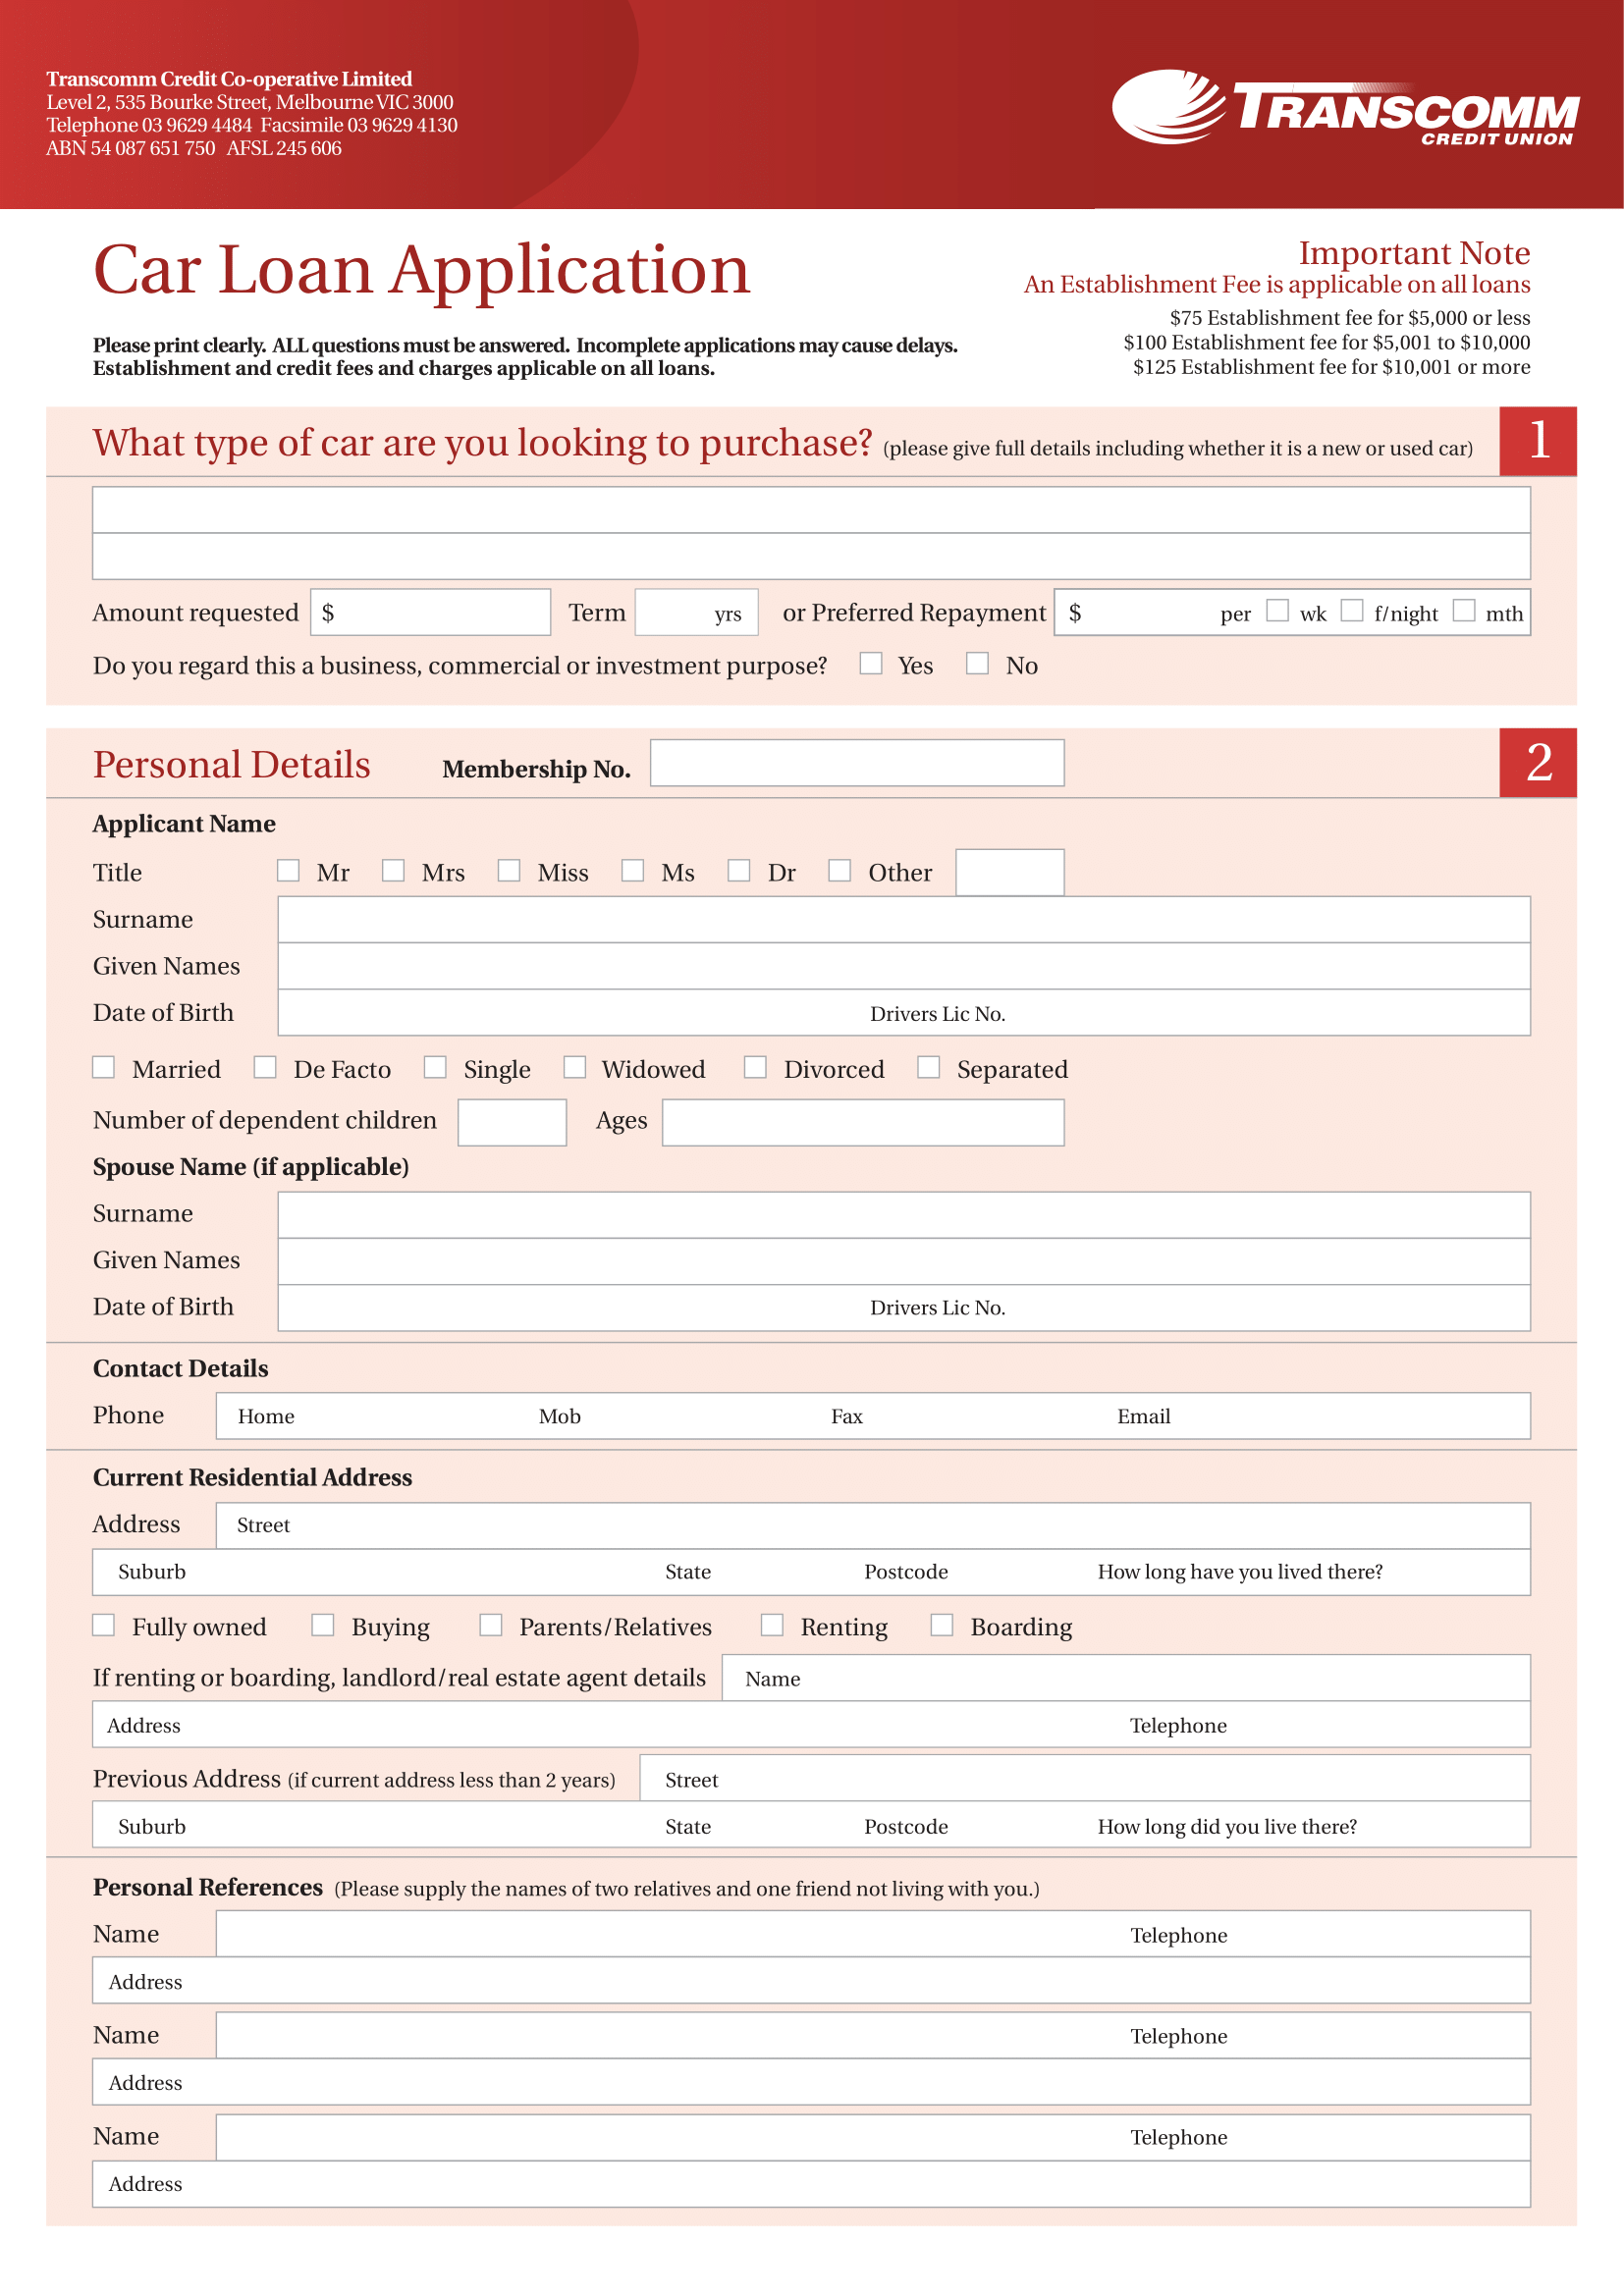 Transcomm Credit Co-operative Limited
Level 2, 535 Bourke Street, Melbourne VIC 3000
Telephone 03 9629 4484 Facsimile 03 9629 4130
ABN 54 087 651 750 AFSL 245 606
TRANSCOMM
CREDIT UNION
Car Loan Application
Please print clearly. ALL questions must be answered. Incomplete applications may cause delays.
Establishment and credit fees and charges applicable on all loans.
Important Note
An Establishment Fee is applicable on all loans
$75 Establishment fee for $5,000 or less
$100 Establishment fee for $5,001 to $10,000
$125 Establishment fee for $10,001 or more
What type of car are you looking to purchase? (please give full details including whether it is a new or used car) 1
Amount requested $ Term yrs or Preferred Repayment $ per wk f/night mth
Do you regard this a business, commercial or investment purpose? Yes No
Personal Details Membership No. 2
Applicant Name
Title Mr Mrs Miss Ms Dr Other
Surname
Given Names
Date of Birth Drivers Lic No.
Married De Facto Single Widowed Divorced Separated
Number of dependent children Ages
Spouse Name (if applicable)
Surname
Given Names
Date of Birth Drivers Lic No.
Contact Details
Phone Home Mob Fax Email
Current Residential Address
Address Street
Suburb State Postcode How long have you lived there?
Fully owned Buying Parents/Relatives Renting Boarding
If renting or boarding, landlord/real estate agent details Name
Address Telephone
Previous Address (if current address less than 2 years) Street
Suburb State Postcode How long did you live there?
Personal References (Please supply the names of two relatives and one friend not living with you.)
Name Telephone
Address
Name Telephone
Address
Name Telephone
Address